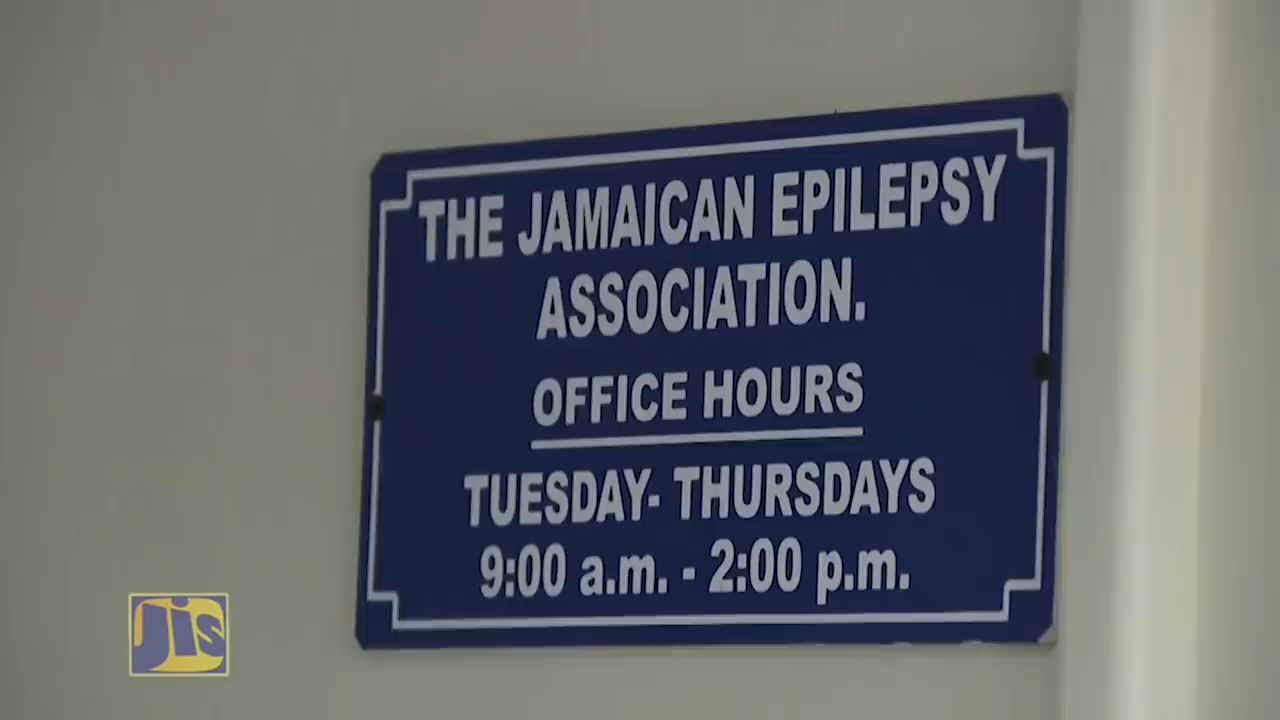 THE JAMAICAN EPILEPSY
ASSOCIATION.
OFFICE HOURS
TUESDAY- THURSDAYS
9:00 a.m. - 2:00 p.m.
JIS